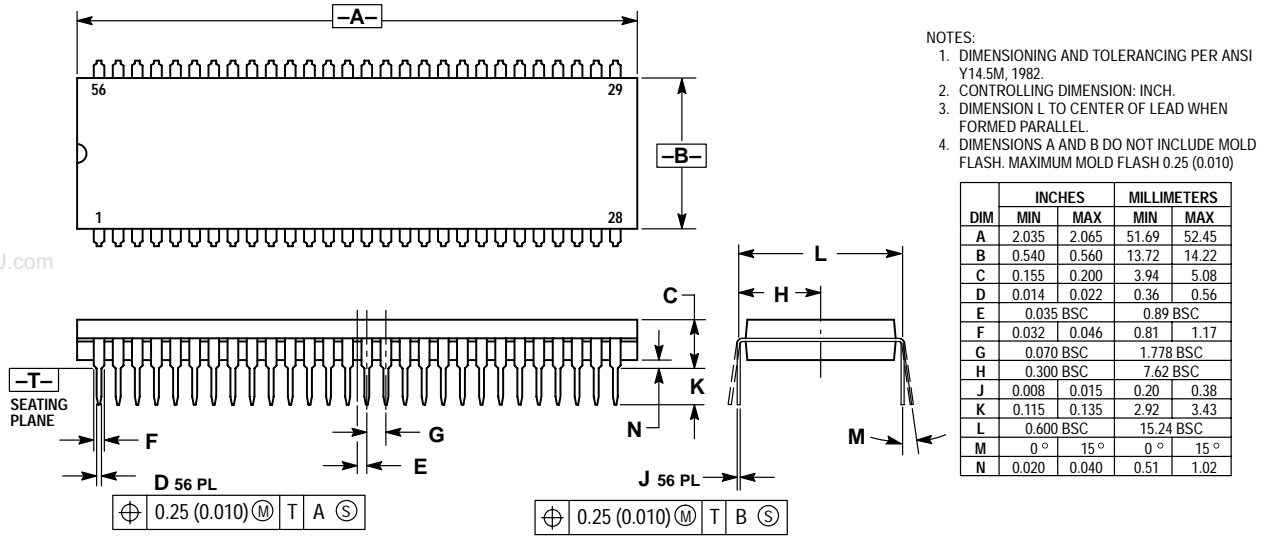 –A–
56 29
–B–
1 28
J.com
C
–T–
SEATING
PLANE
K
F
N
G
E
D 56 PL
⌖ 0.25 (0.010) Ⓜ T A Ⓢ
L
H
M
J 56 PL
⌖ 0.25 (0.010) Ⓜ T B Ⓢ
NOTES:
1. DIMENSIONING AND TOLERANCING PER ANSI
Y14.5M, 1982.
2. CONTROLLING DIMENSION: INCH.
3. DIMENSION L TO CENTER OF LEAD WHEN
FORMED PARALLEL.
4. DIMENSIONS A AND B DO NOT INCLUDE MOLD
FLASH. MAXIMUM MOLD FLASH 0.25 (0.010)
INCHES MILLIMETERS
DIM MIN MAX MIN MAX
A 2.035 2.065 51.69 52.45
B 0.540 0.560 13.72 14.22
C 0.155 0.200 3.94 5.08
D 0.014 0.022 0.36 0.56
E 0.035 BSC 0.89 BSC
F 0.032 0.046 0.81 1.17
G 0.070 BSC 1.778 BSC
H 0.300 BSC 7.62 BSC
J 0.008 0.015 0.20 0.38
K 0.115 0.135 2.92 3.43
L 0.600 BSC 15.24 BSC
M 0° 15° 0° 15°
N 0.020 0.040 0.51 1.02